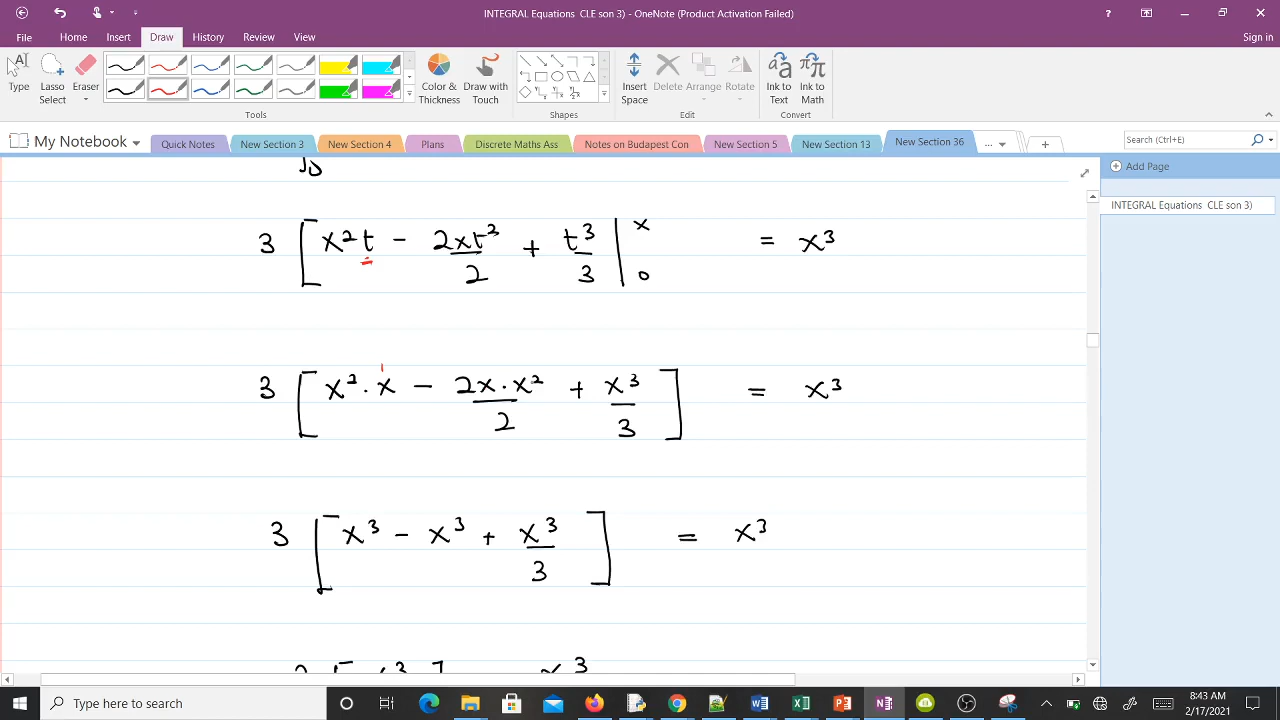 INTEGRAL Equations CLE son 3) - OneNote (Product Activation Failed)
File Home Insert Draw History Review View Sign in
Type Lasso Select Eraser Color & Thickness Draw with Touch Insert Space Delete Arrange Rotate Ink to Text Ink to Math
Tools Shapes Edit Convert
My Notebook Quick Notes New Section 3 New Section 4 Plans Discrete Maths Ass Notes on Budapest Con New Section 5 New Section 13 New Section 36 ... + Search (Ctrl+E)
Add Page
INTEGRAL Equations CLE son 3)
3 [ x²t - 2xt³/2 + t³/3 | x 0 = x³
3 [ x² · x - 2x · x²/2 + x³/3 ] = x³
3 [ x³ - x³ + x³/3 ] = x³
Type here to search
8:43 AM
2/17/2021